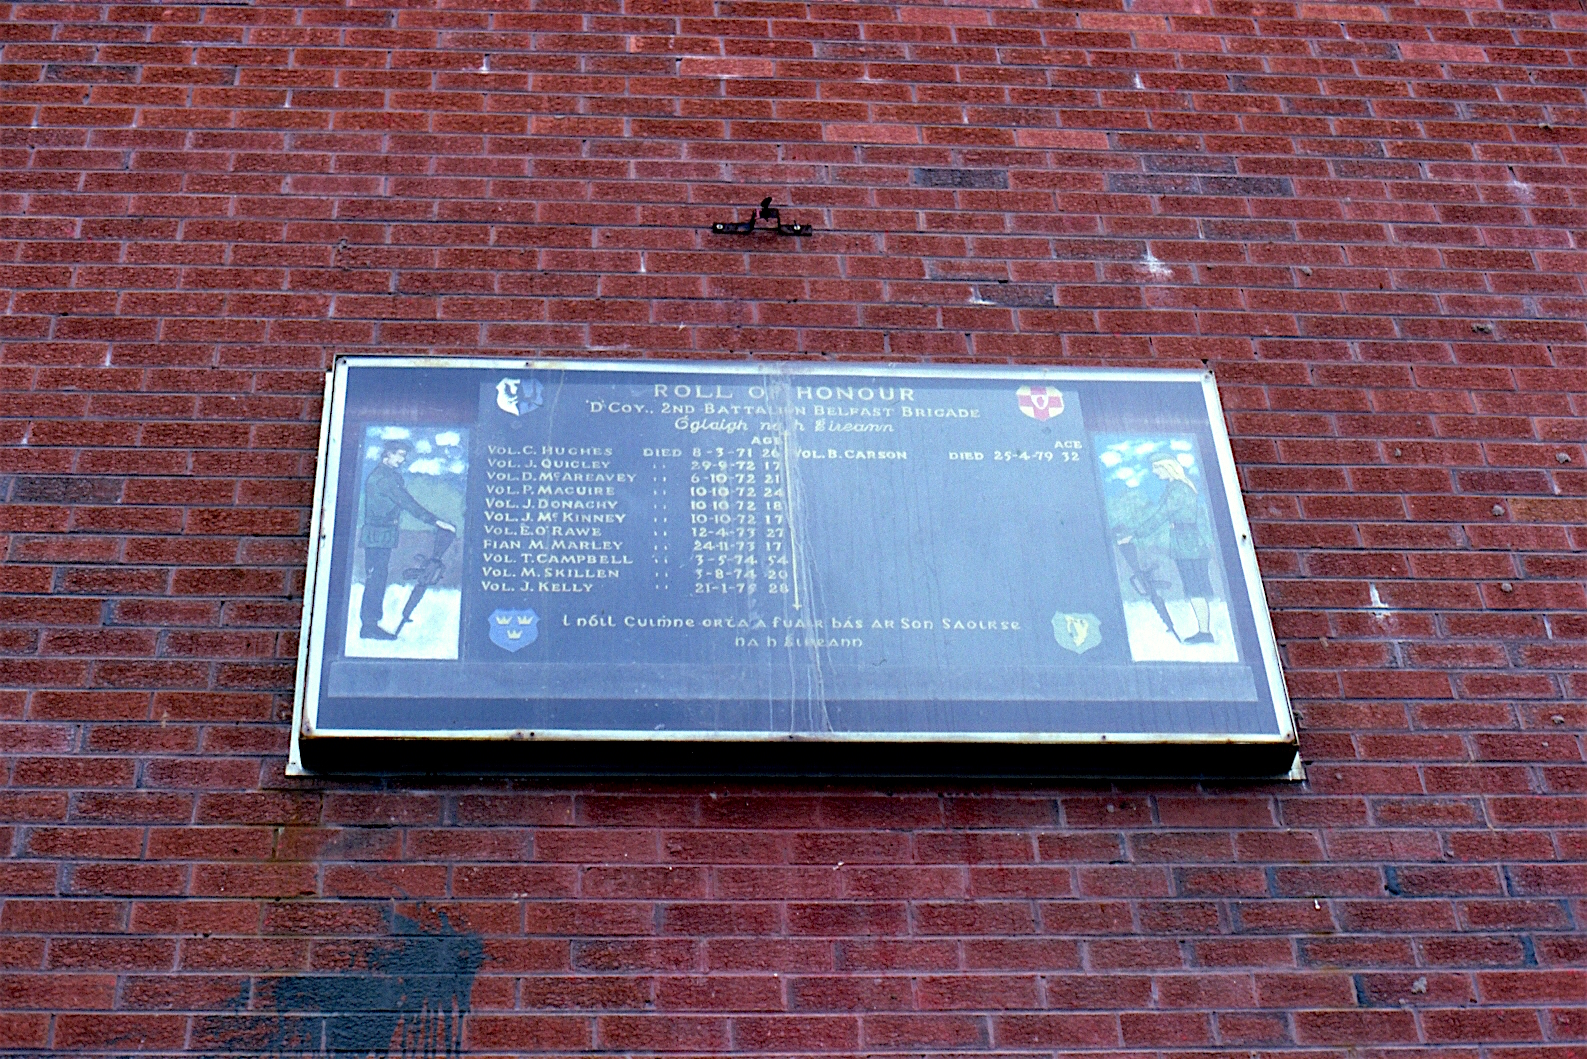 ROLL OF HONOUR
'D' COY., 2ND BATTALION BELFAST BRIGADE
Óglaigh na h Éireann
AGE
VOL. C. HUGHES DIED 8-3-71 26
VOL. J. QUIGLEY " 29-9-72 17
VOL. D. McAREAVEY " 6-10-72 21
VOL. P. MAGUIRE " 10-10-72 24
VOL. J. DONAGHY " 10-10-72 18
VOL. J. McKINNEY " 10-10-72 17
VOL. E. O'RAWE " 12-4-73 27
FIAN M. MARLEY " 24-11-73 17
VOL. T. CAMPBELL " 3-5-74 54
VOL. M. SKILLEN " 3-8-74 20
VOL. J. KELLY " 21-1-75 28
AGE
VOL. B. CARSON DIED 25-4-79 32
I nDíl Cuimne orta a fuair bás ar Son Saoirse
na h Éireann